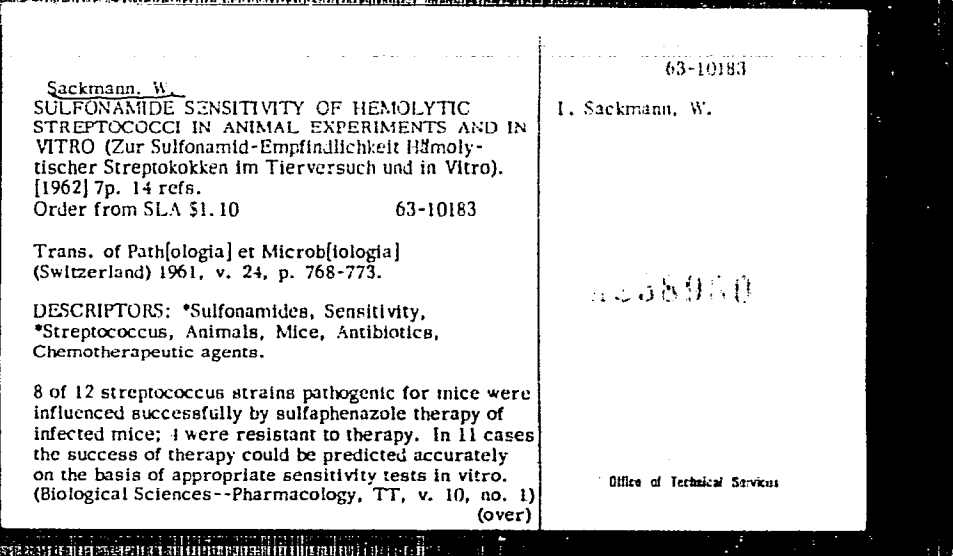 Sackmann, W.
SULFONAMIDE SENSITIVITY OF HEMOLYTIC
STREPTOCOCCI IN ANIMAL EXPERIMENTS AND IN
VITRO (Zur Sulfonamid-Empfindlichkeit Hämoly-
tischer Streptokokken im Tierversuch und in Vitro).
[1962] 7p. 14 refs.
Order from SLA $1.10 63-10183
Trans. of Path[ologia] et Microb[iologia]
(Switzerland) 1961, v. 24, p. 768-773.
DESCRIPTORS: *Sulfonamides, Sensitivity,
*Streptococcus, Animals, Mice, Antibiotics,
Chemotherapeutic agents.
8 of 12 streptococcus strains pathogenic for mice were
influenced successfully by sulfaphenazole therapy of
infected mice; 4 were resistant to therapy. In 11 cases
the success of therapy could be predicted accurately
on the basis of appropriate sensitivity tests in vitro.
(Biological Sciences--Pharmacology, TT, v. 10, no. 1)
(over)
63-10183
I. Sackmann, W.
Office of Technical Services